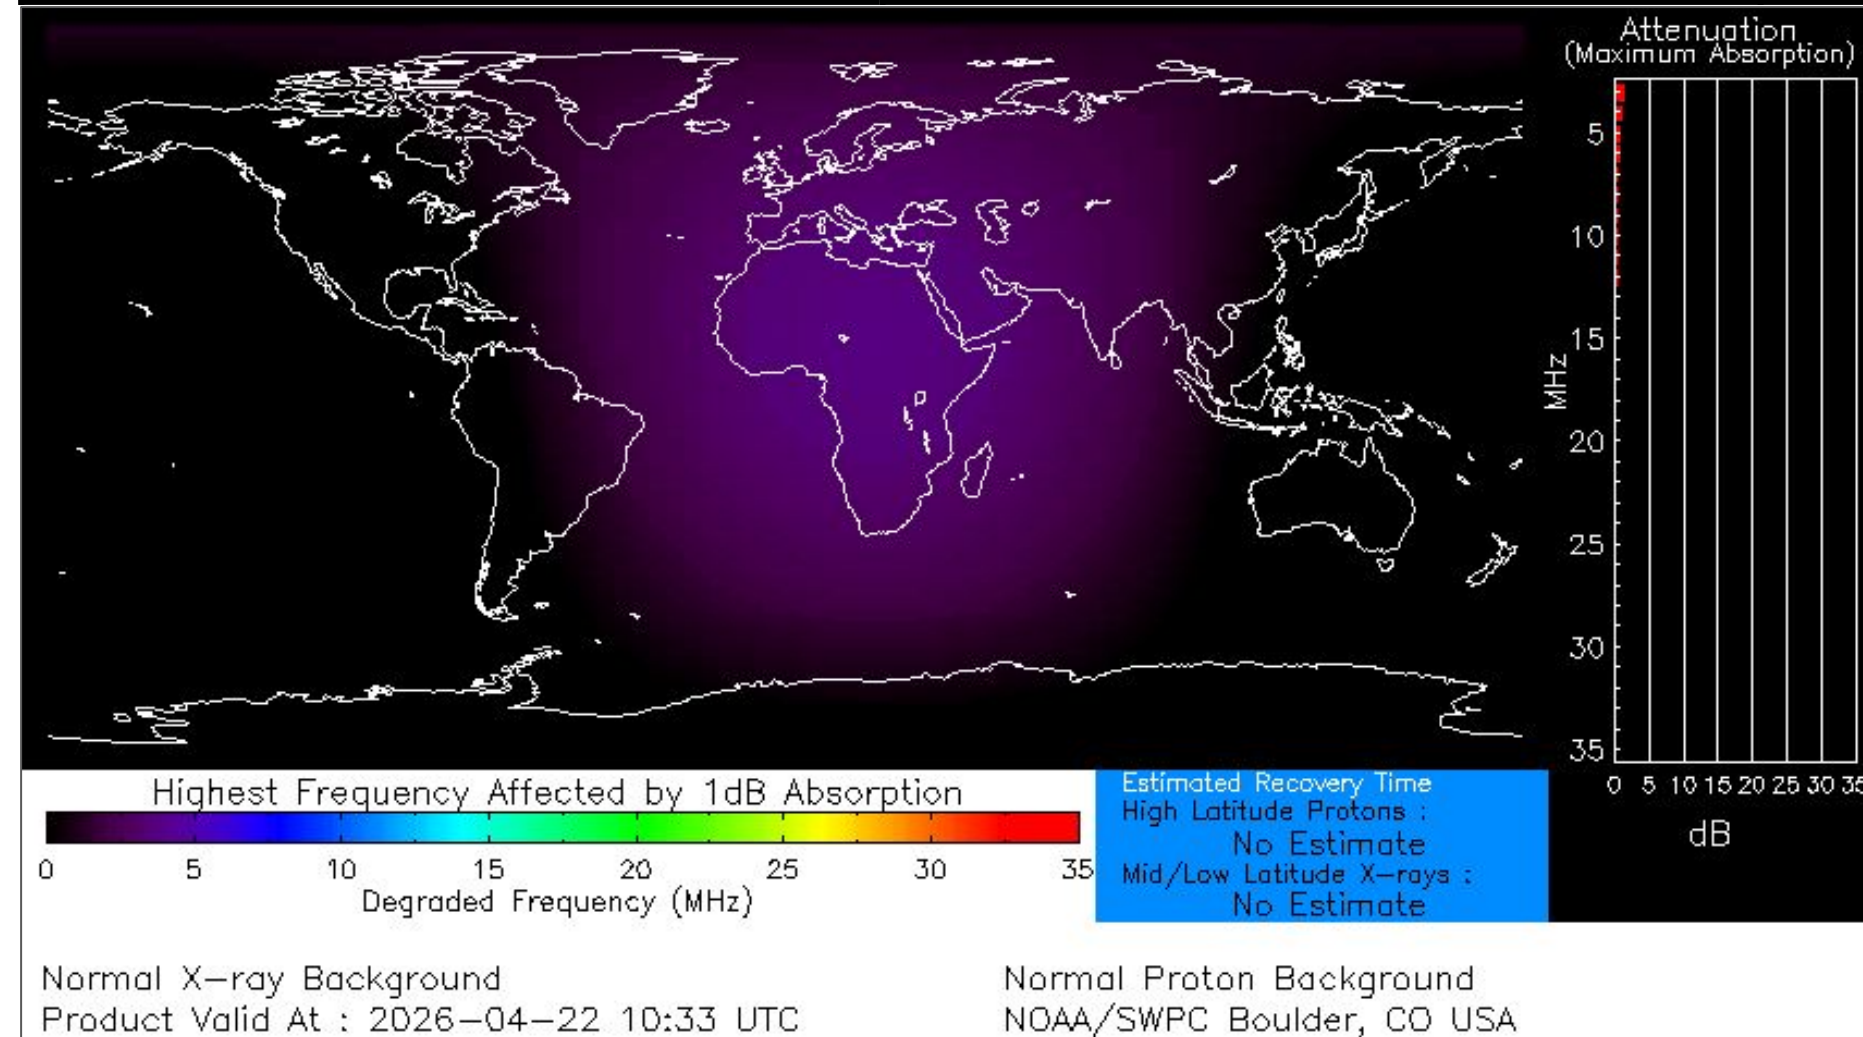 Attenuation
(Maximum Absorption)
5
10
15
20
25
30
35
MHz
0 5 10 15 20 25 30 35
dB
Highest Frequency Affected by 1dB Absorption
0 5 10 15 20 25 30 35
Degraded Frequency (MHz)
Estimated Recovery Time
High Latitude Protons :
No Estimate
Mid/Low Latitude X-rays :
No Estimate
Normal X-ray Background
Normal Proton Background
Product Valid At : 2026-04-22 10:33 UTC
NOAA/SWPC Boulder, CO USA